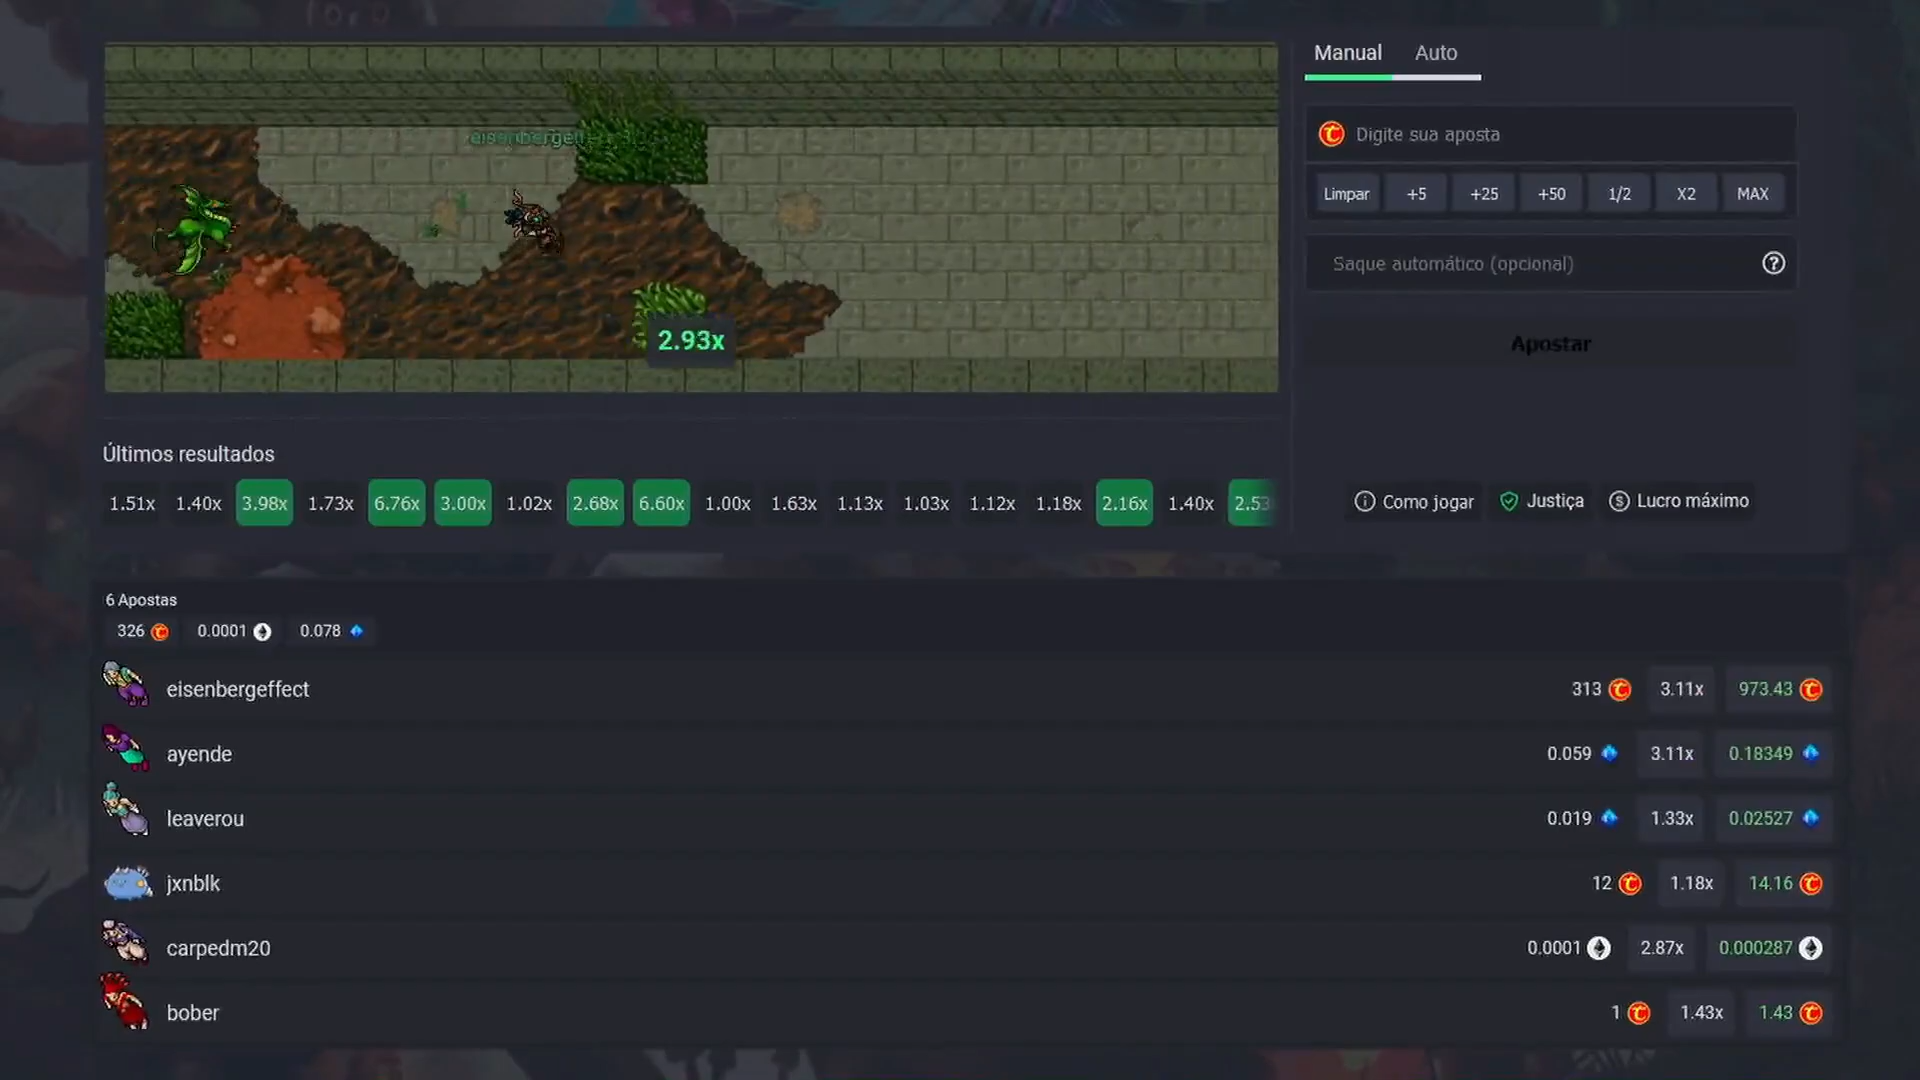 Manual Auto
eisenbergeff
Digite sua aposta
Limpar +5 +25 +50 1/2 X2 MAX
Saque automático (opcional)
2.93x
Apostar
Últimos resultados
1.51x 1.40x 3.98x 1.73x 6.76x 3.00x 1.02x 2.68x 6.60x 1.00x 1.63x 1.13x 1.03x 1.12x 1.18x 2.16x 1.40x 2.53
Como jogar Justiça Lucro máximo
6 Apostas
326 0.0001 0.078
eisenbergeffect 313 3.11x 973.43
ayende 0.059 3.11x 0.18349
leaverou 0.019 1.33x 0.02527
jxnblk 12 1.18x 14.16
carpedm20 0.0001 2.87x 0.000287
bober 1 1.43x 1.43